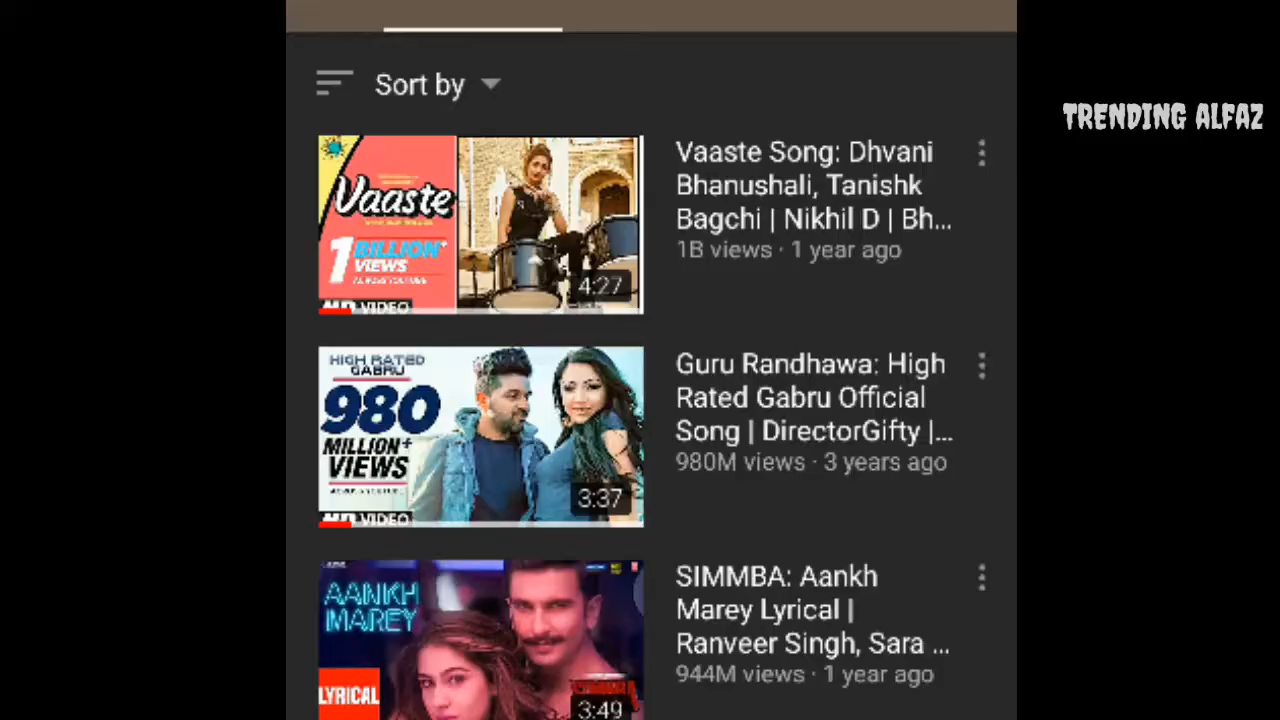 TRENDING ALFAZ
Sort by
Vaaste
1 BILLION+
VIEWS
HD VIDEO
4:27
Vaaste Song: Dhvani
Bhanushali, Tanishk
Bagchi | Nikhil D | Bh...
1B views · 1 year ago
HIGH RATED
GABRU
980
MILLION+
VIEWS
HD VIDEO
3:37
Guru Randhawa: High
Rated Gabru Official
Song | DirectorGifty |...
980M views · 3 years ago
AANKH
MAREY
LYRICAL
3:49
SIMMBA: Aankh
Marey Lyrical |
Ranveer Singh, Sara ...
944M views · 1 year ago